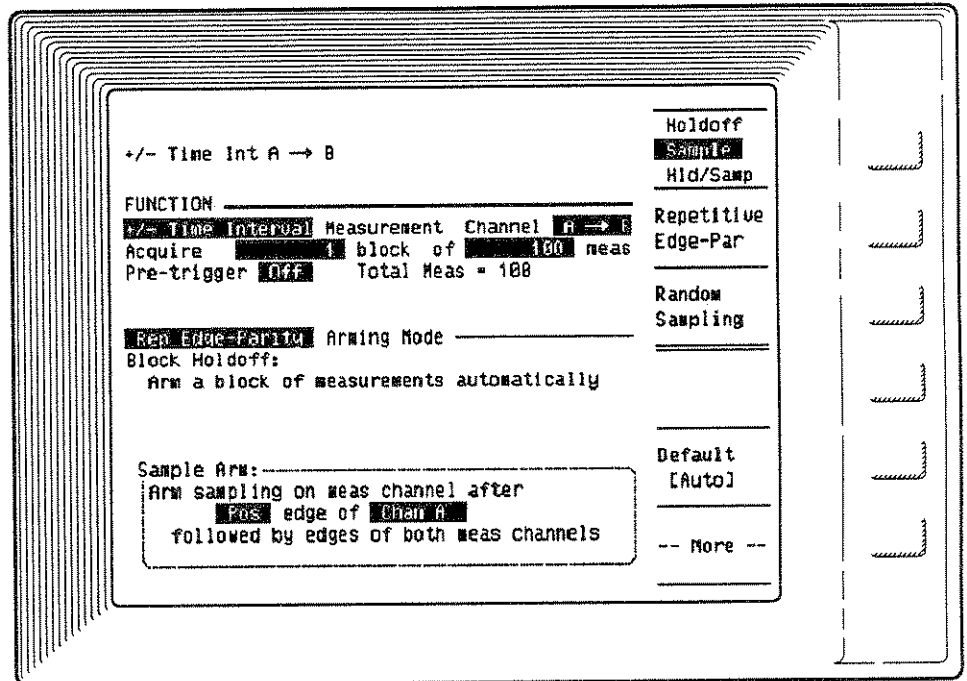 +/- Time Int A → B
FUNCTION
+/- Time Interval Measurement Channel A → B
Acquire 1 block of 100 meas
Pre-trigger Off Total Meas = 100
Rep Edge-Parity Arming Mode
Block Holdoff:
Arm a block of measurements automatically
Sample Arm:
Arm sampling on meas channel after
Pos edge of Chan A
followed by edges of both meas channels
Holdoff
Sample
Hld/Samp
Repetitive
Edge-Par
Random
Sampling
Default
[Auto]
-- More --